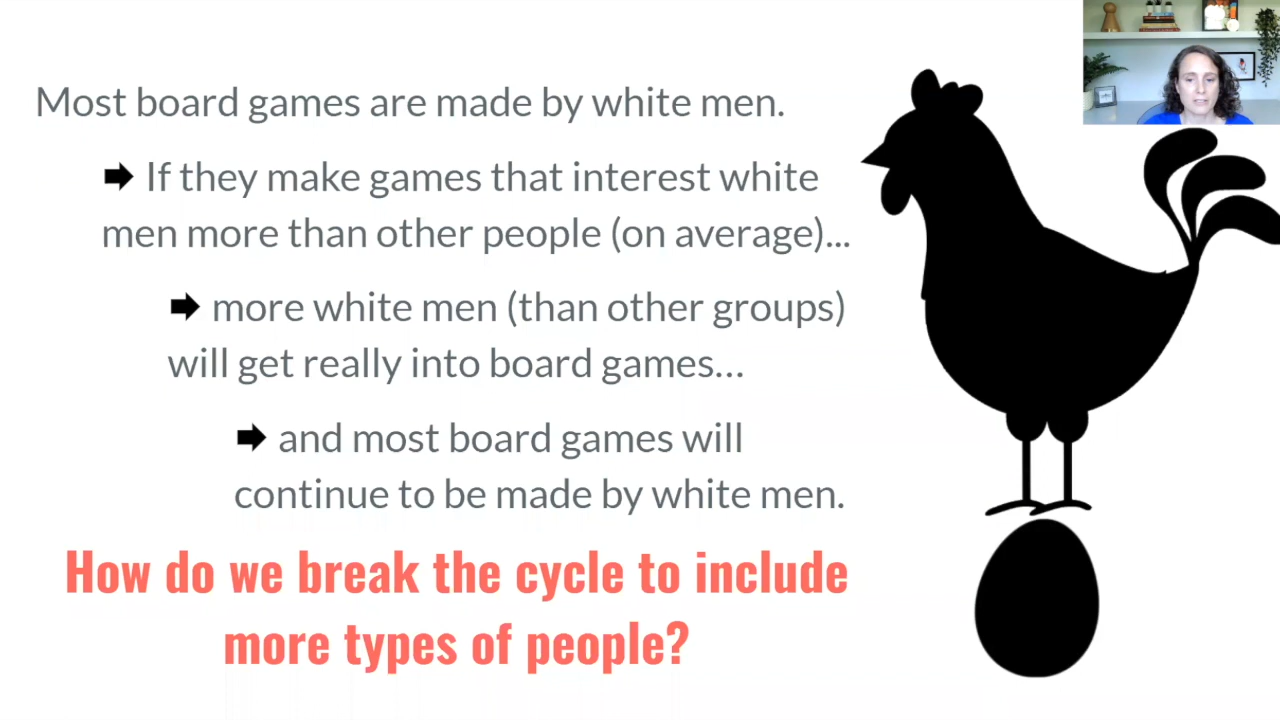 Most board games are made by white men.
➡ If they make games that interest white
men more than other people (on average)...
➡ more white men (than other groups)
will get really into board games...
➡ and most board games will
continue to be made by white men.
How do we break the cycle to include
more types of people?